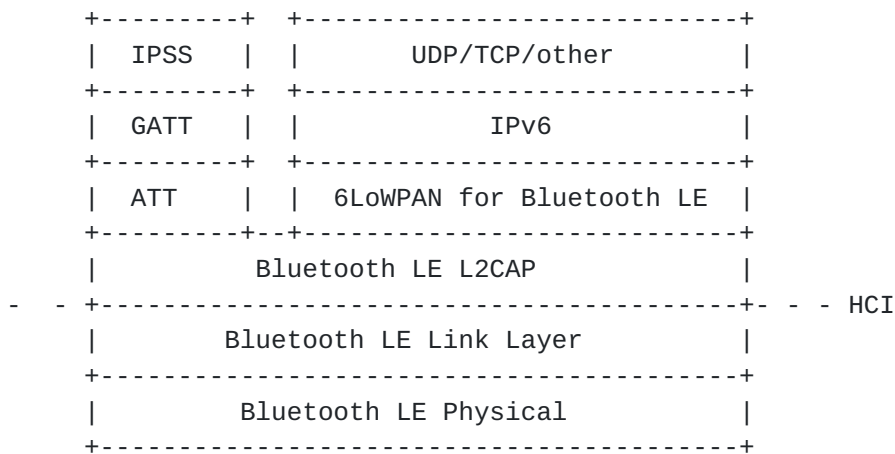 IPSS UDP/TCP/other
GATT IPv6
ATT 6LoWPAN for Bluetooth LE
Bluetooth LE L2CAP
HCI
Bluetooth LE Link Layer
Bluetooth LE Physical